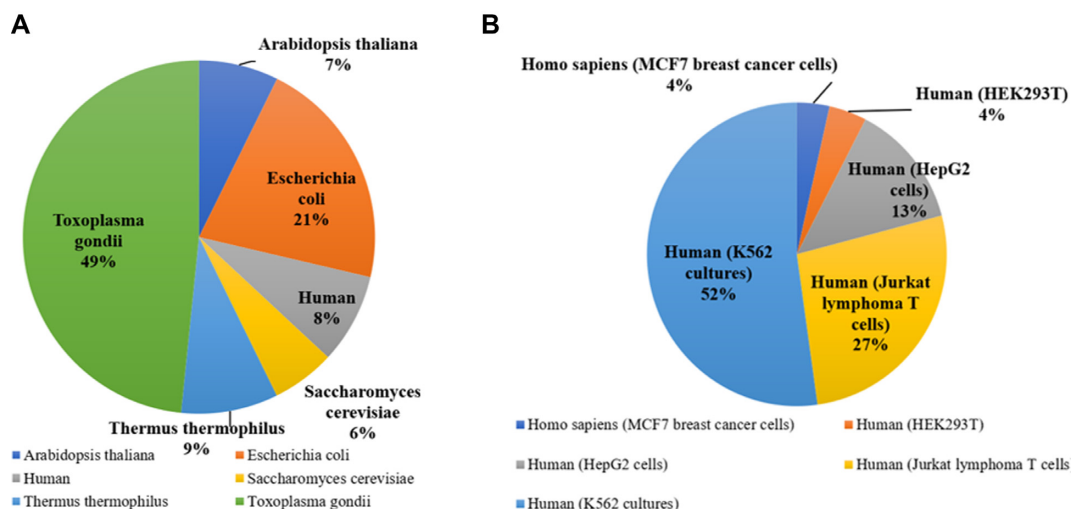 A
Arabidopsis thaliana
7%
Escherichia
coli
21%
Human
8%
Saccharomyces
cerevisiae
6%
Thermus thermophilus
9%
Toxoplasma
gondii
49%
Arabidopsis thaliana
Escherichia coli
Human
Saccharomyces cerevisiae
Thermus thermophilus
Toxoplasma gondii
B
Homo sapiens (MCF7 breast cancer cells)
4%
Human (HEK293T)
4%
Human (HepG2
cells)
13%
Human (Jurkat
lymphoma T
cells)
27%
Human (K562
cultures)
52%
Homo sapiens (MCF7 breast cancer cells)
Human (HEK293T)
Human (HepG2 cells)
Human (Jurkat lymphoma T cells)
Human (K562 cultures)